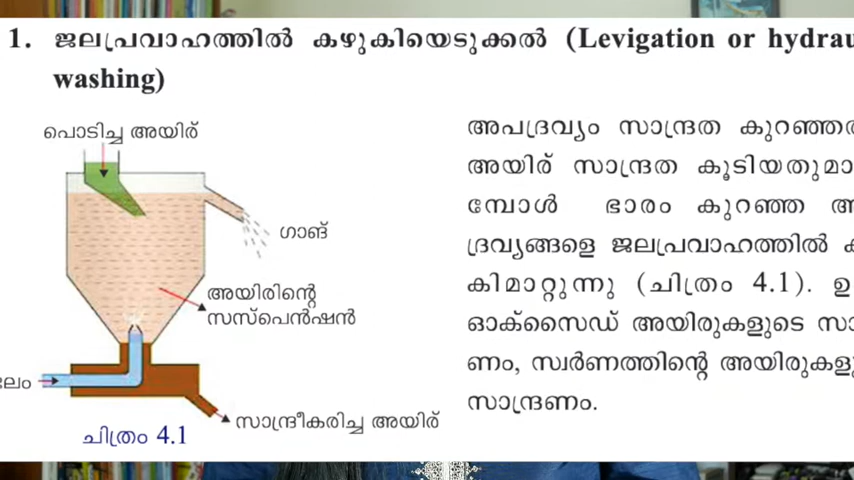 1. ജലപ്രവാഹത്തിൽ കഴുകിയെടുക്കൽ (Levigation or hydrau
washing)
പൊടിച്ച അയിര്
ഗാങ്
അയിരിന്റെ
സസ്പെൻഷൻ
ലം
സാന്ദ്രീകരിച്ച അയിര്
ചിത്രം 4.1
അപദ്രവ്യം സാന്ദ്രത കുറഞ്ഞ
അയിര് സാന്ദ്രത കൂടിയതുമാ
മ്പോൾ ഭാരം കുറഞ്ഞ അ
ദ്രവ്യങ്ങളെ ജലപ്രവാഹത്തിൽ ക
കിമാറ്റുന്നു (ചിത്രം 4.1). ഉ
ഓക്സൈഡ് അയിരുകളുടെ സാ
ണം, സ്വർണത്തിന്റെ അയിരുകളു
സാന്ദ്രണം.